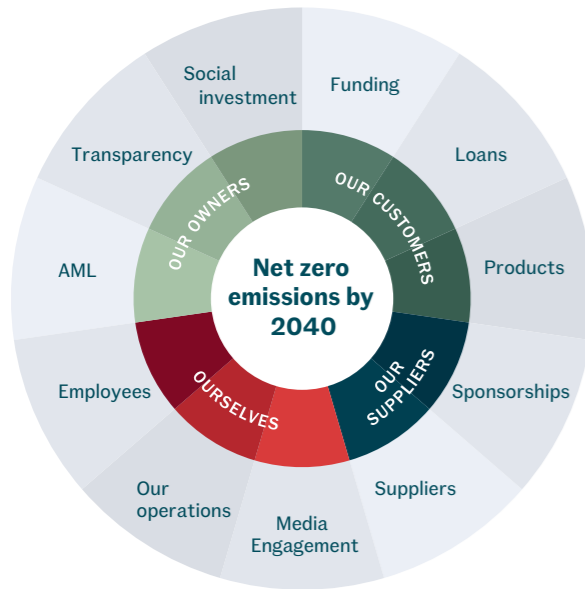 Social
investment
Funding
Transparency
Loans
OUR OWNERS
OUR CUSTOMERS
AML
Net zero
emissions by
2040
Products
Employees
OURSELVES
OUR
SUPPLIERS
Sponsorships
Our
operations
Media
Engagement
Suppliers